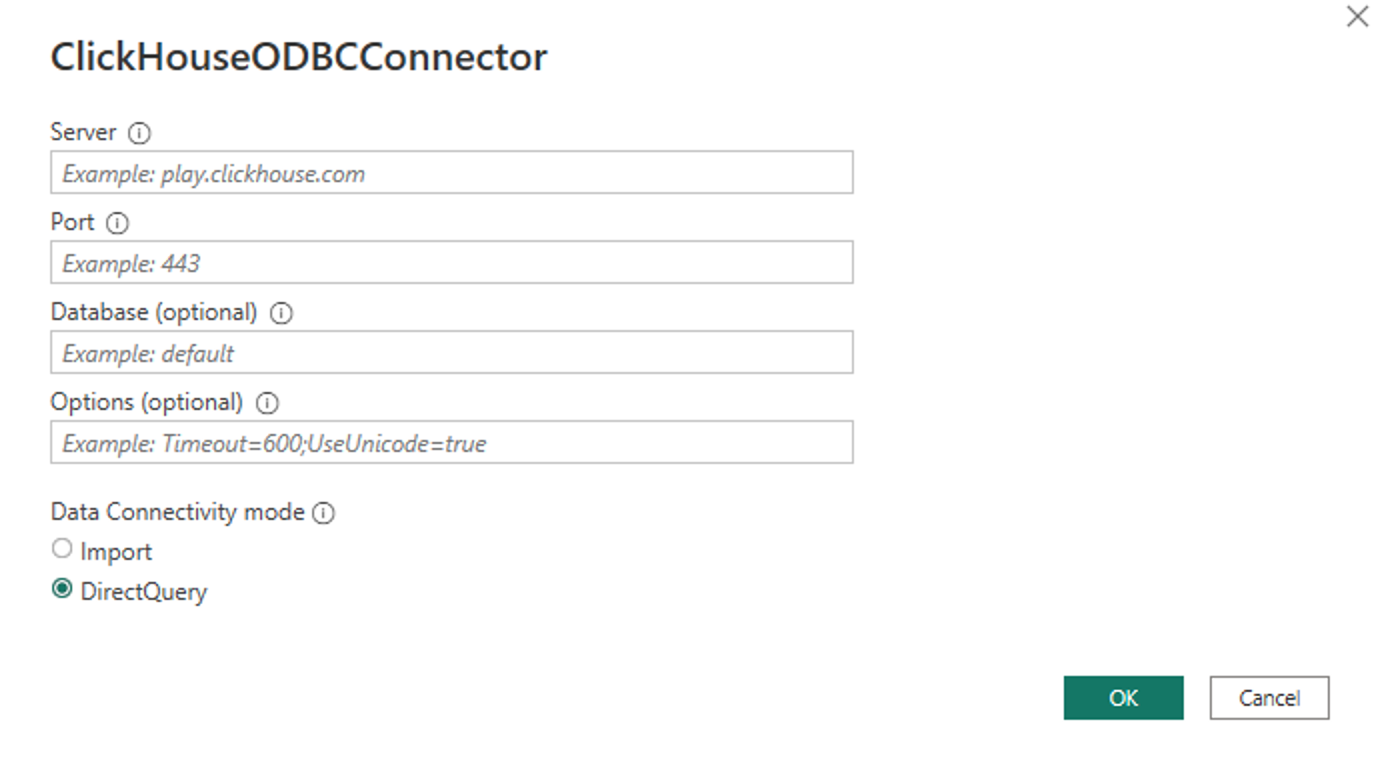 ClickHouseODBCConnector
Server
Example: play.clickhouse.com
Port
Example: 443
Database (optional)
Example: default
Options (optional)
Example: Timeout=600;UseUnicode=true
Data Connectivity mode
Import
DirectQuery
OK Cancel